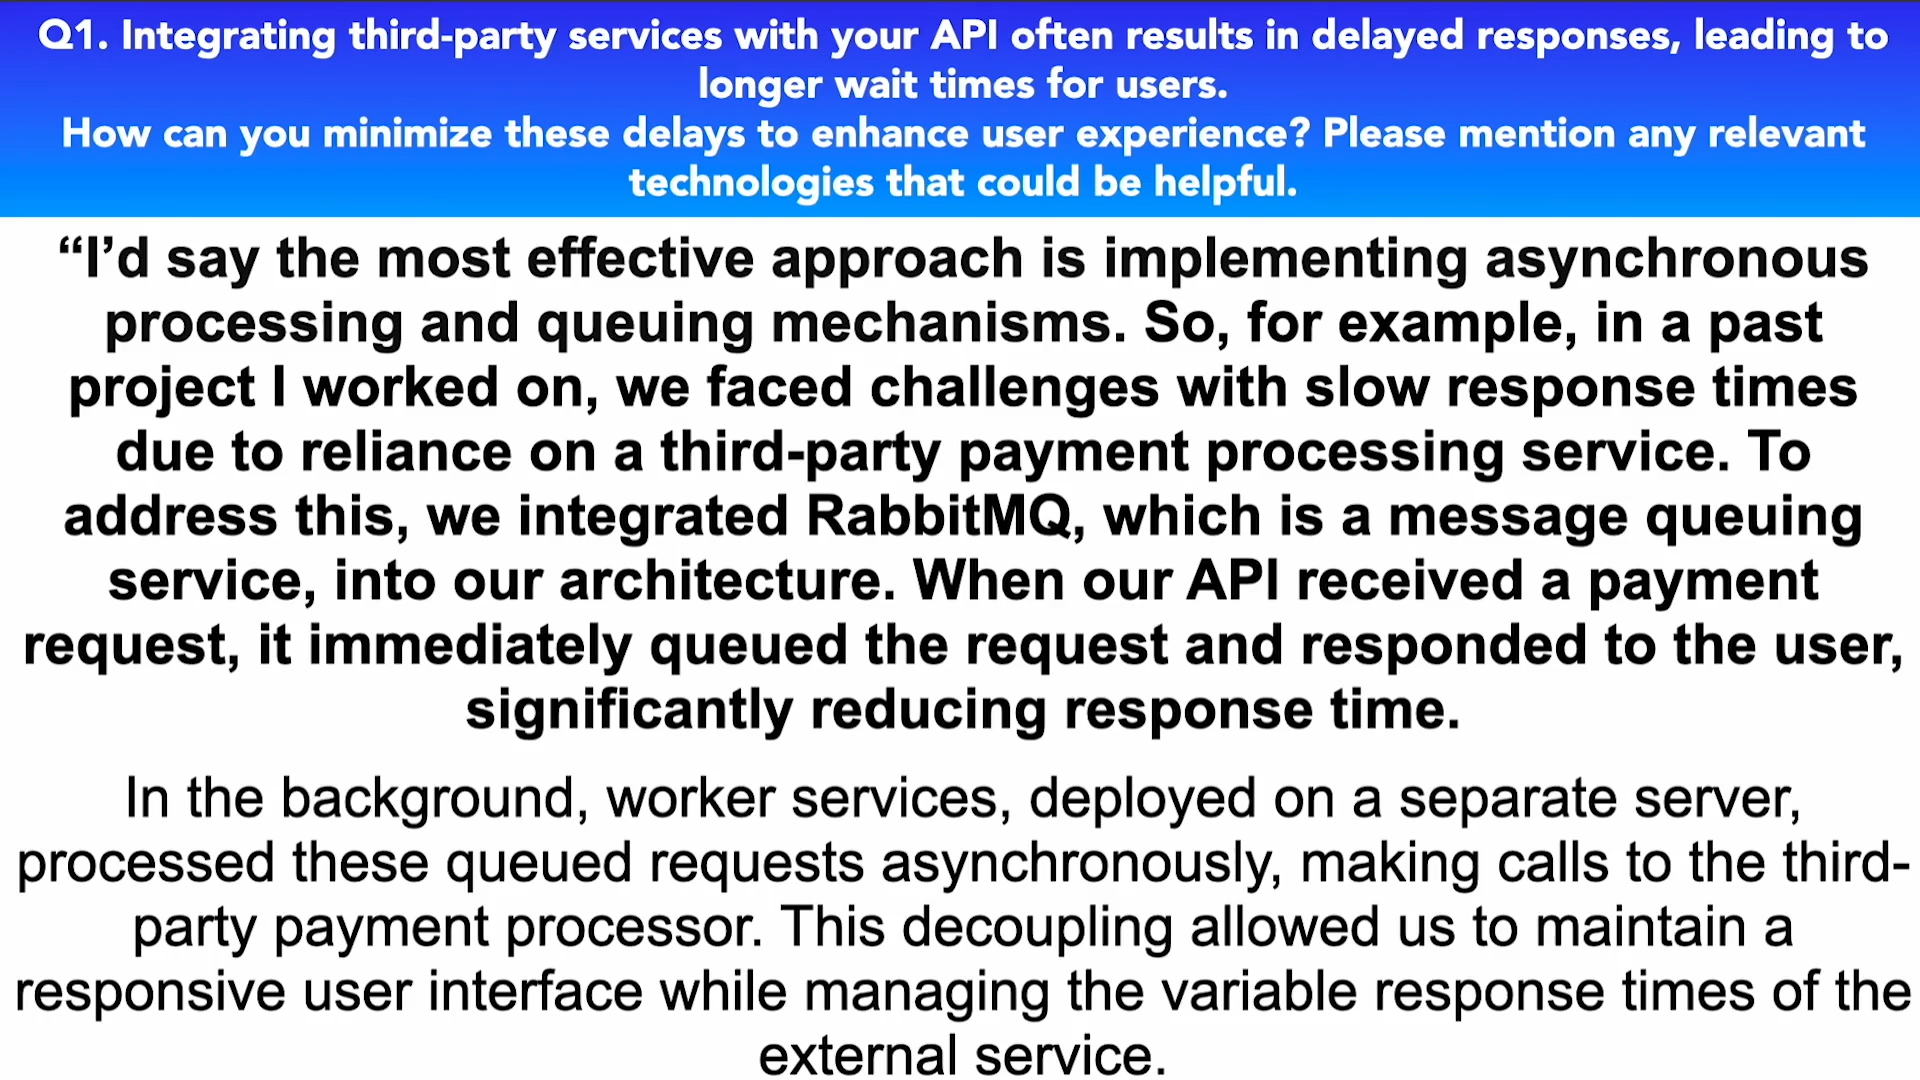 Q1. Integrating third-party services with your API often results in delayed responses, leading to
longer wait times for users.
How can you minimize these delays to enhance user experience? Please mention any relevant
technologies that could be helpful.
“I’d say the most effective approach is implementing asynchronous
processing and queuing mechanisms. So, for example, in a past
project I worked on, we faced challenges with slow response times
due to reliance on a third-party payment processing service. To
address this, we integrated RabbitMQ, which is a message queuing
service, into our architecture. When our API received a payment
request, it immediately queued the request and responded to the user,
significantly reducing response time.
In the background, worker services, deployed on a separate server,
processed these queued requests asynchronously, making calls to the third-
party payment processor. This decoupling allowed us to maintain a
responsive user interface while managing the variable response times of the
external service.